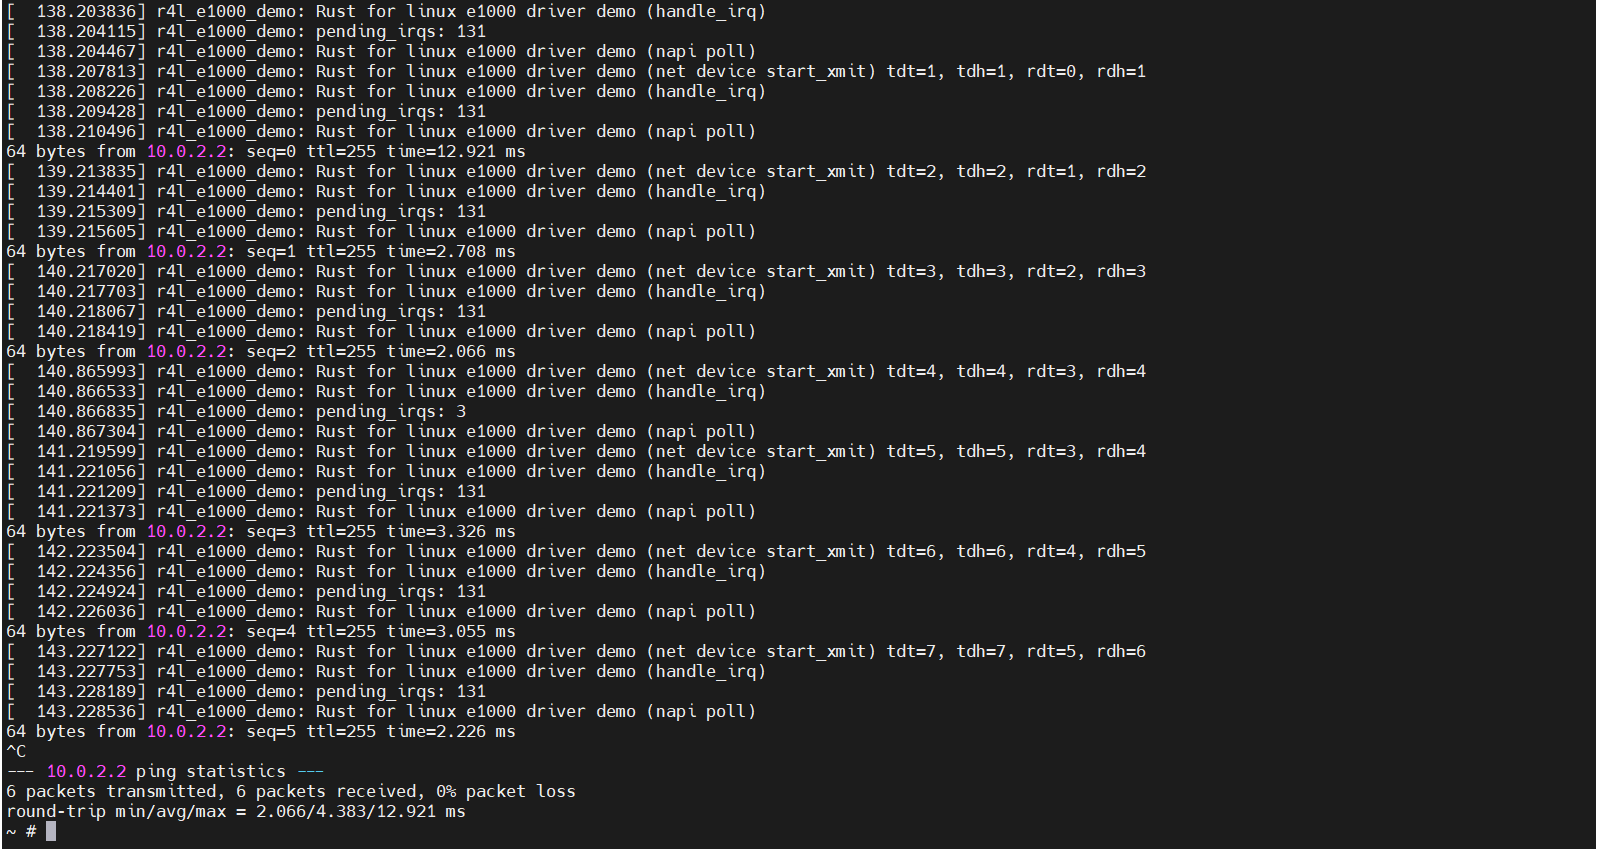 [  138.203836] r4l_e1000_demo: Rust for linux e1000 driver demo (handle_irq)
[  138.204115] r4l_e1000_demo: pending_irqs: 131
[  138.204467] r4l_e1000_demo: Rust for linux e1000 driver demo (napi poll)
[  138.207813] r4l_e1000_demo: Rust for linux e1000 driver demo (net device start_xmit) tdt=1, tdh=1, rdt=0, rdh=1
[  138.208226] r4l_e1000_demo: Rust for linux e1000 driver demo (handle_irq)
[  138.209428] r4l_e1000_demo: pending_irqs: 131
[  138.210496] r4l_e1000_demo: Rust for linux e1000 driver demo (napi poll)
64 bytes from 10.0.2.2: seq=0 ttl=255 time=12.921 ms
[  139.213835] r4l_e1000_demo: Rust for linux e1000 driver demo (net device start_xmit) tdt=2, tdh=2, rdt=1, rdh=2
[  139.214401] r4l_e1000_demo: Rust for linux e1000 driver demo (handle_irq)
[  139.215309] r4l_e1000_demo: pending_irqs: 131
[  139.215605] r4l_e1000_demo: Rust for linux e1000 driver demo (napi poll)
64 bytes from 10.0.2.2: seq=1 ttl=255 time=2.708 ms
[  140.217020] r4l_e1000_demo: Rust for linux e1000 driver demo (net device start_xmit) tdt=3, tdh=3, rdt=2, rdh=3
[  140.217703] r4l_e1000_demo: Rust for linux e1000 driver demo (handle_irq)
[  140.218067] r4l_e1000_demo: pending_irqs: 131
[  140.218419] r4l_e1000_demo: Rust for linux e1000 driver demo (napi poll)
64 bytes from 10.0.2.2: seq=2 ttl=255 time=2.066 ms
[  140.865993] r4l_e1000_demo: Rust for linux e1000 driver demo (net device start_xmit) tdt=4, tdh=4, rdt=3, rdh=4
[  140.866533] r4l_e1000_demo: Rust for linux e1000 driver demo (handle_irq)
[  140.866835] r4l_e1000_demo: pending_irqs: 3
[  140.867304] r4l_e1000_demo: Rust for linux e1000 driver demo (napi poll)
[  141.219599] r4l_e1000_demo: Rust for linux e1000 driver demo (net device start_xmit) tdt=5, tdh=5, rdt=3, rdh=4
[  141.221056] r4l_e1000_demo: Rust for linux e1000 driver demo (handle_irq)
[  141.221209] r4l_e1000_demo: pending_irqs: 131
[  141.221373] r4l_e1000_demo: Rust for linux e1000 driver demo (napi poll)
64 bytes from 10.0.2.2: seq=3 ttl=255 time=3.326 ms
[  142.223504] r4l_e1000_demo: Rust for linux e1000 driver demo (net device start_xmit) tdt=6, tdh=6, rdt=4, rdh=5
[  142.224356] r4l_e1000_demo: Rust for linux e1000 driver demo (handle_irq)
[  142.224924] r4l_e1000_demo: pending_irqs: 131
[  142.226036] r4l_e1000_demo: Rust for linux e1000 driver demo (napi poll)
64 bytes from 10.0.2.2: seq=4 ttl=255 time=3.055 ms
[  143.227122] r4l_e1000_demo: Rust for linux e1000 driver demo (net device start_xmit) tdt=7, tdh=7, rdt=5, rdh=6
[  143.227753] r4l_e1000_demo: Rust for linux e1000 driver demo (handle_irq)
[  143.228189] r4l_e1000_demo: pending_irqs: 131
[  143.228536] r4l_e1000_demo: Rust for linux e1000 driver demo (napi poll)
64 bytes from 10.0.2.2: seq=5 ttl=255 time=2.226 ms
^C
--- 10.0.2.2 ping statistics ---
6 packets transmitted, 6 packets received, 0% packet loss
round-trip min/avg/max = 2.066/4.383/12.921 ms
~ #